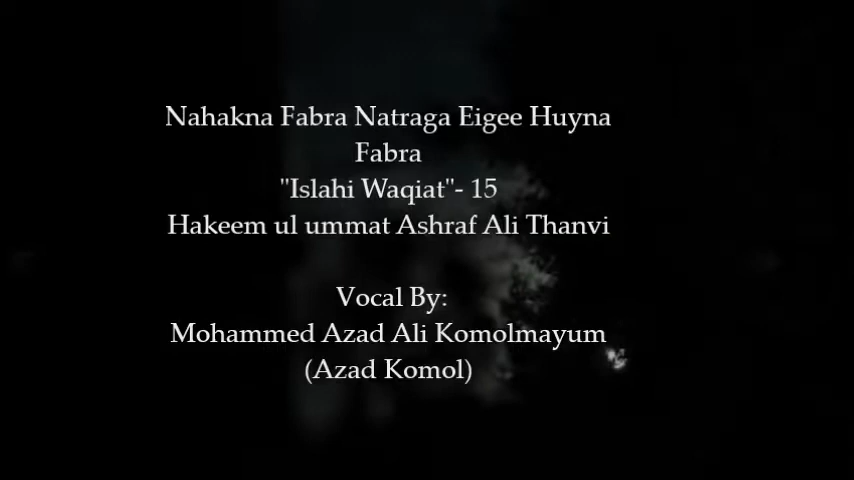 Nahakna Fabra Natraga Eigee Huyna
Fabra
"Islahi Waqiat"- 15
Hakeem ul ummat Ashraf Ali Thanvi
Vocal By:
Mohammed Azad Ali Komolmayum
(Azad Komol)